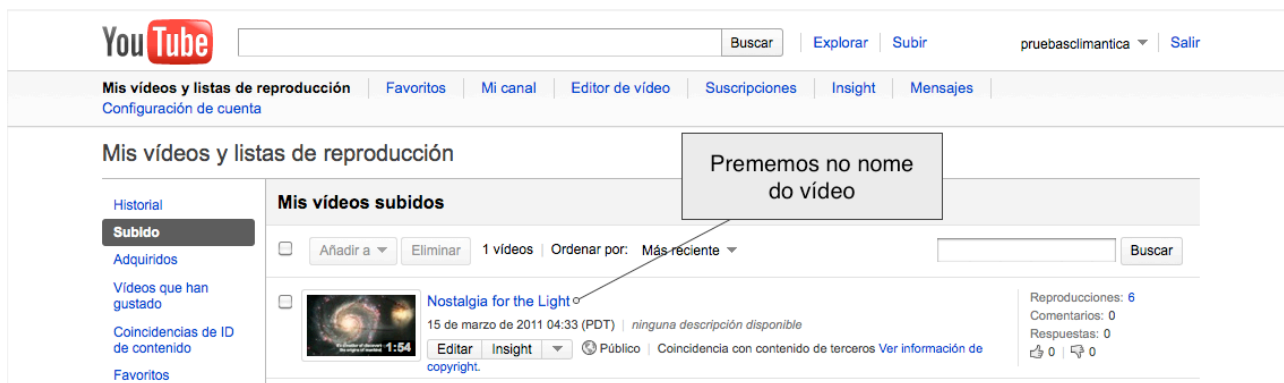 You Tube
Buscar
Explorar
Subir
pruebasclimantica
Salir
Mis vídeos y listas de reproducción
Favoritos
Mi canal
Editor de vídeo
Suscripciones
Insight
Mensajes
Configuración de cuenta
Mis vídeos y listas de reproducción
Prememos no nome
do vídeo
Historial
Subido
Adquiridos
Vídeos que han
gustado
Coincidencias de ID
de contenido
Favoritos
Mis vídeos subidos
Añadir a
Eliminar
1 vídeos
Ordenar por:
Más reciente
Buscar
Nostalgia for the Light
15 de marzo de 2011 04:33 (PDT) | ninguna descripción disponible
1:54
Editar
Insight
Público | Coincidencia con contenido de terceros Ver información de
copyright.
Reproducciones: 6
Comentarios: 0
Respuestas: 0
0 | 0